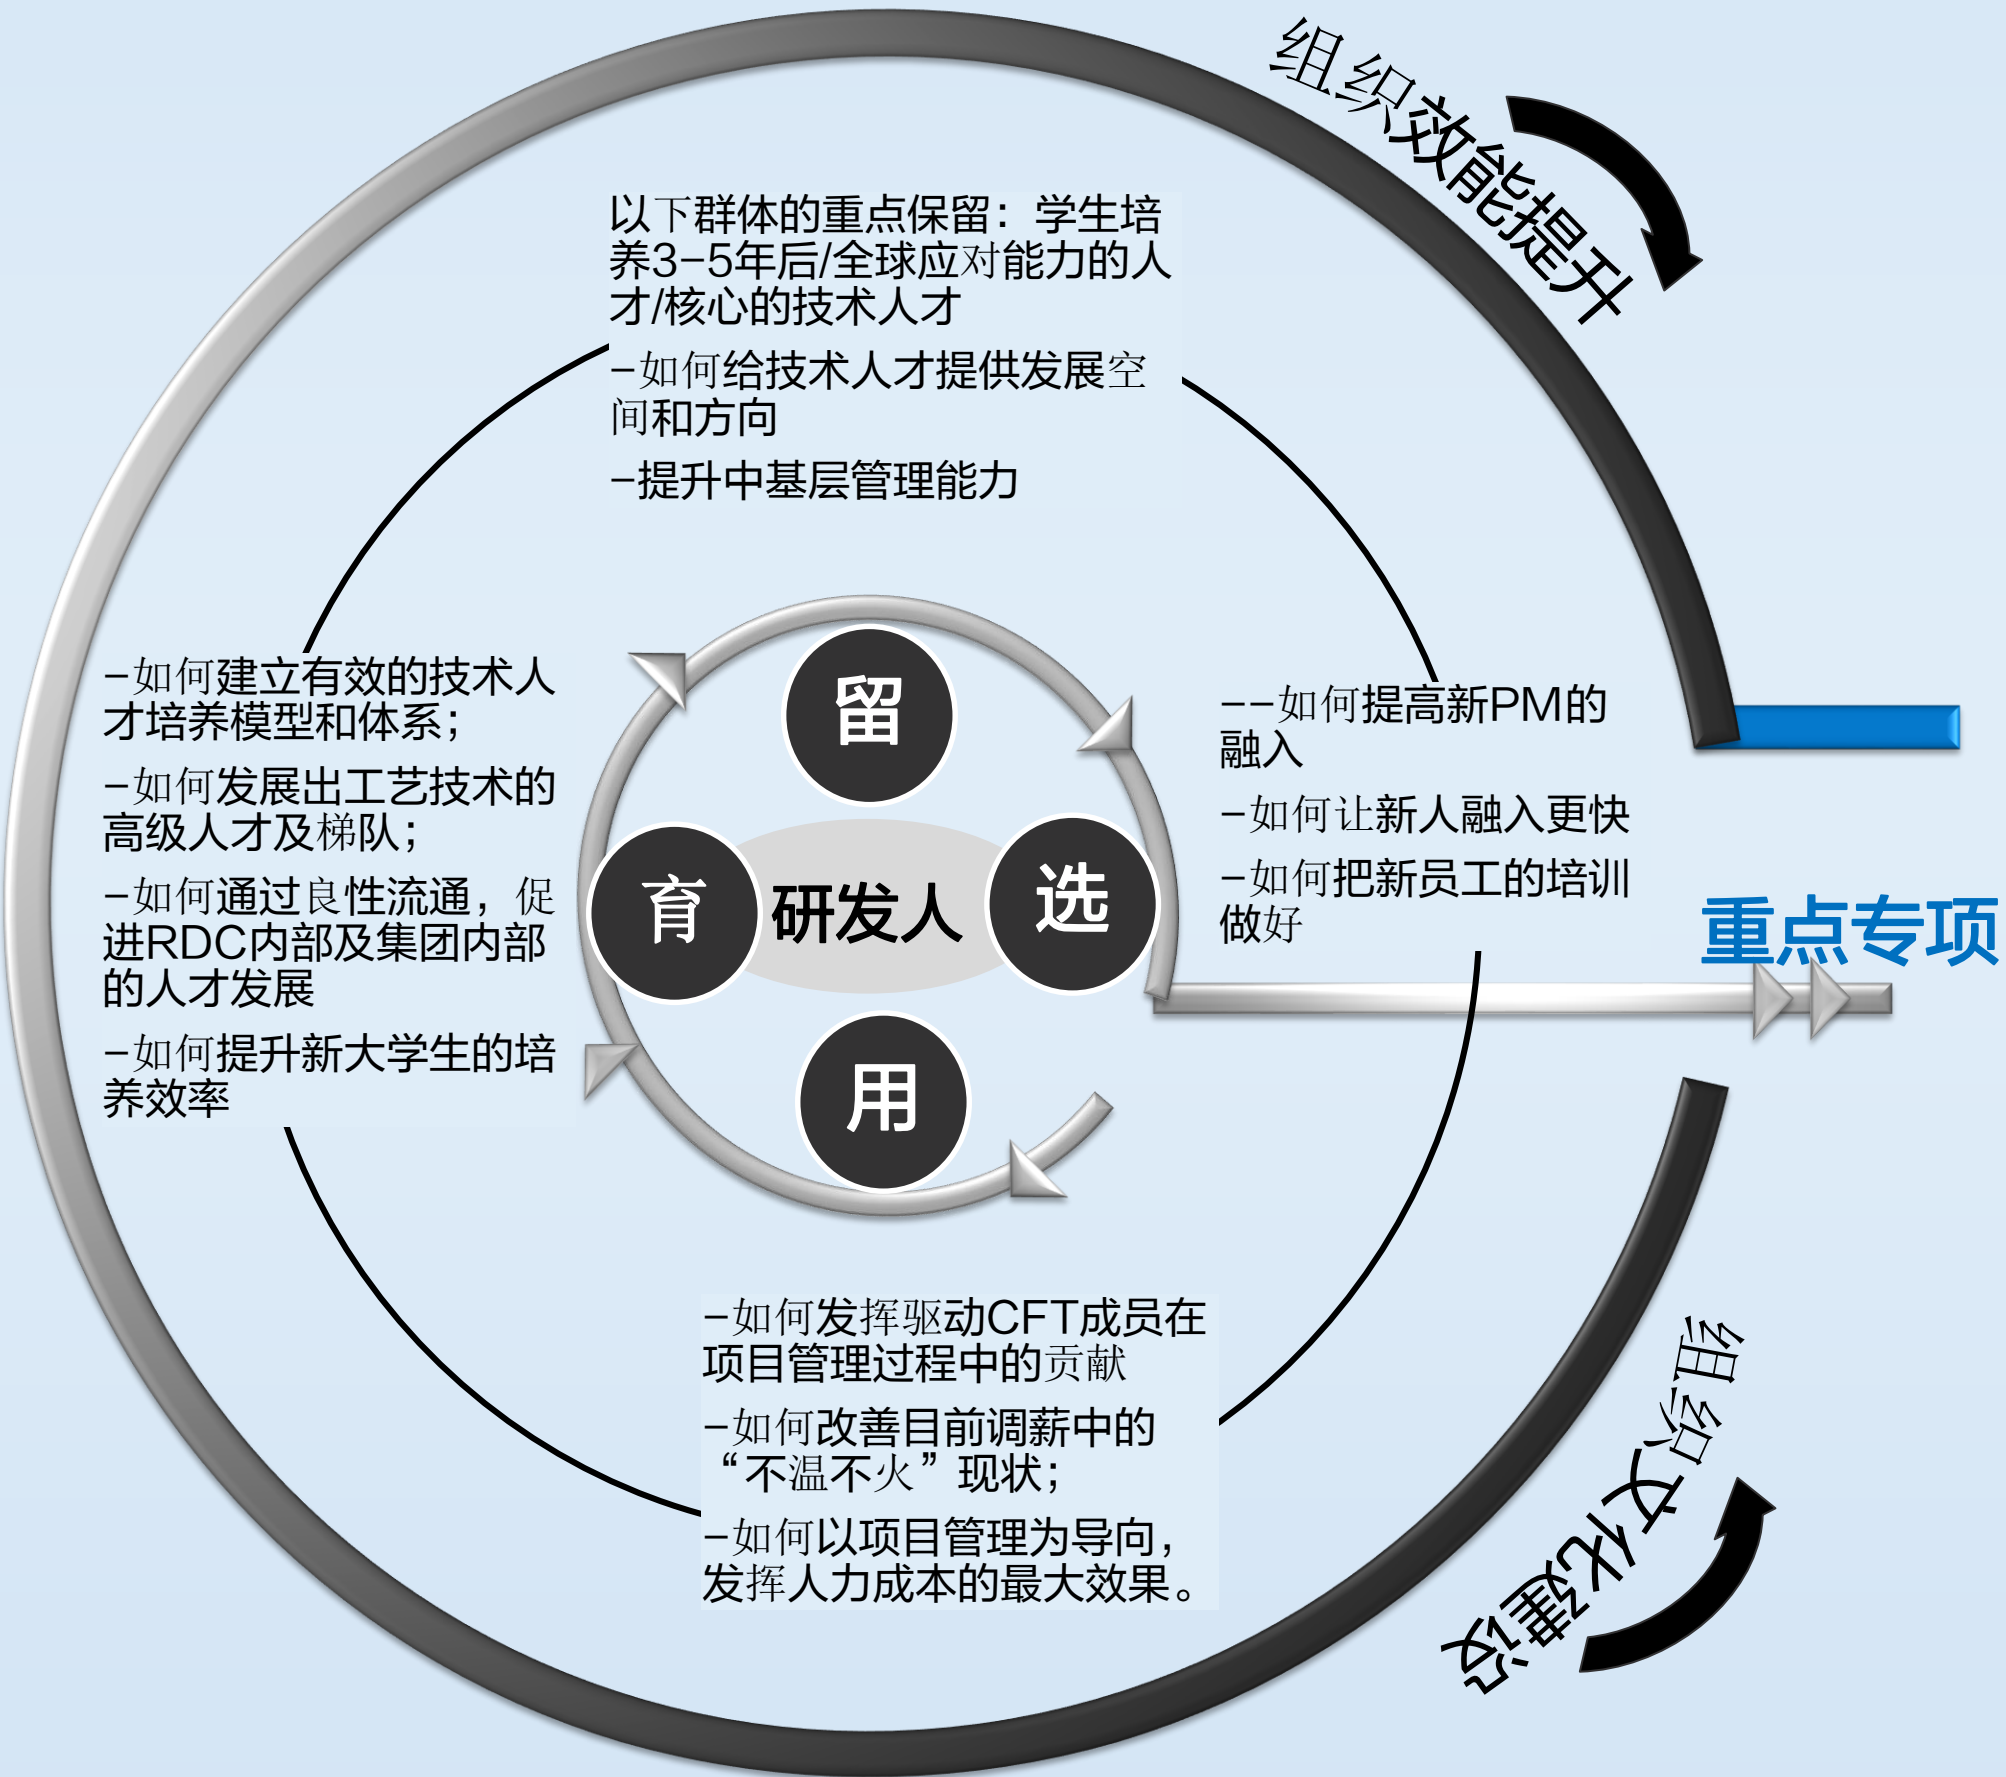 组织效能提升
以下群体的重点保留：学生培
养3-5年后/全球应对能力的人
才/核心的技术人才
-如何给技术人才提供发展空
间和方向
-提升中基层管理能力
-如何建立有效的技术人
才培养模型和体系；
-如何发展出工艺技术的
高级人才及梯队；
-如何通过良性流通，促
进RDC内部及集团内部
的人才发展
-如何提升新大学生的培
养效率
留
育
研发人
选
用
--如何提高新PM的
融入
-如何让新人融入更快
-如何把新员工的培训
做好
重点专项
-如何发挥驱动CFT成员在
项目管理过程中的贡献
-如何改善目前调薪中的
“不温不火”现状；
-如何以项目管理为导向，
发挥人力成本的最大效果。
组织文化建设